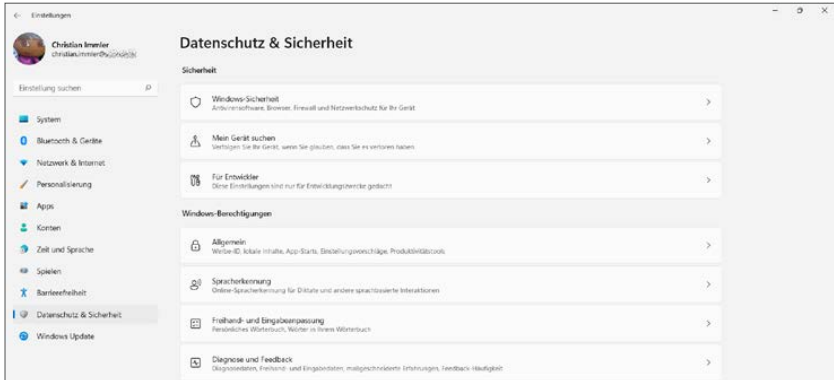 Einstellungen
Christian Immler
Datenschutz & Sicherheit
Sicherheit
Einstellung suchen
System
Bluetooth & Geräte
Netzwerk & Internet
Personalisierung
Apps
Konten
Zeit und Sprache
Spielen
Barrierefreiheit
Datenschutz & Sicherheit
Windows Update
Windows-Sicherheit
Antivirensoftware, Browser, Firewall und Netzwerkschutz für Ihr Gerät
Mein Gerät suchen
Verfolgen Sie Ihr Gerät, wenn Sie glauben, dass Sie es verloren haben
Für Entwickler
Diese Einstellungen sind nur für Entwicklungszwecke gedacht
Windows-Berechtigungen
Allgemein
Werbe-ID, lokale Inhalte, App-Starts, Einstellungsvorschläge, Produktivitätstools
Spracherkennung
Online-Spracherkennung für Diktate und andere sprachbasierte Interaktionen
Freihand- und Eingabeanpassung
Persönliches Wörterbuch, Wörter in Ihrem Wörterbuch
Diagnose und Feedback
Diagnosedaten, Freihand- und Eingabedaten, maßgeschneiderte Erfahrungen, Feedback-Häufigkeit